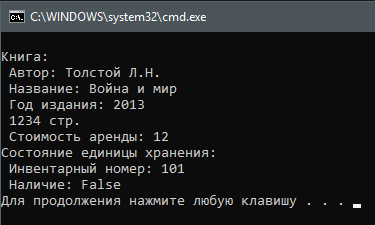 C:\WINDOWS\system32\cmd.exe
Книга:
Автор: Толстой Л.Н.
Название: Война и мир
Год издания: 2013
1234 стр.
Стоимость аренды: 12
Состояние единицы хранения:
Инвентарный номер: 101
Наличие: False
Для продолжения нажмите любую клавишу . . .